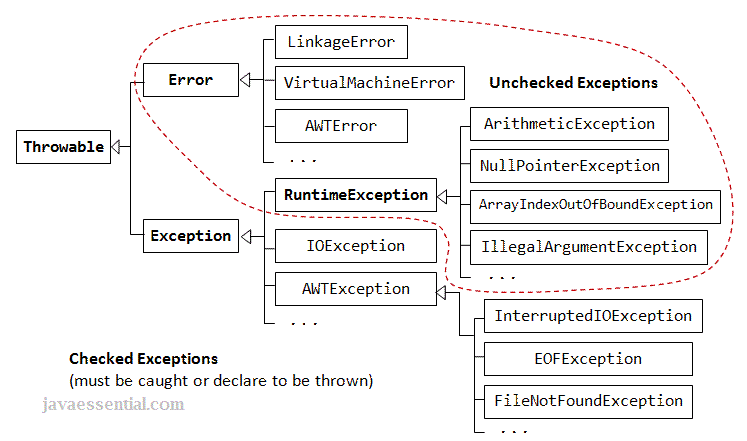 LinkageError
Error
VirtualMachineError
Unchecked Exceptions
AWTError
ArithmeticException
. . .
Throwable
NullPointerException
RuntimeException
ArrayIndexOutOfBoundException
Exception
IOException
IllegalArgumentException
. . .
AWTException
. . .
InterruptedIOException
Checked Exceptions
EOFException
(must be caught or declare to be thrown)
javaessential.com
FileNotFoundException
. . .